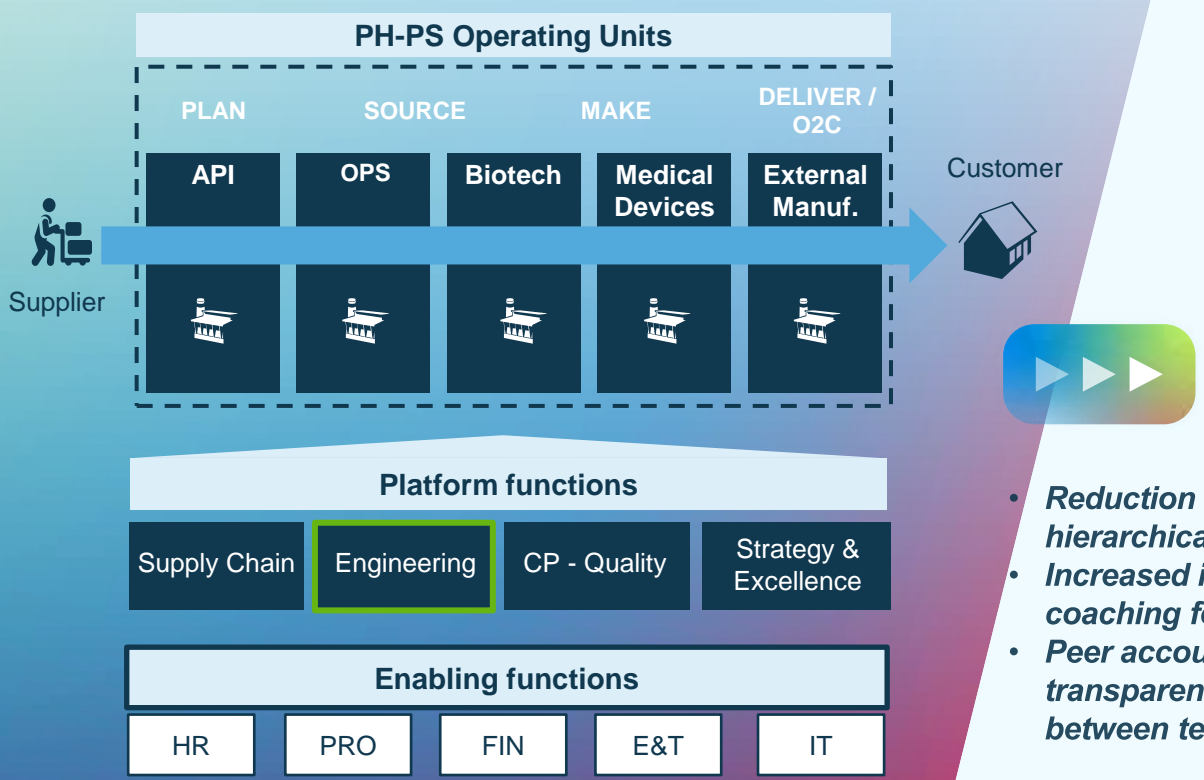 PH-PS Operating Units
PLAN SOURCE MAKE DELIVER /
O2C
API OPS Biotech Medical
Devices External
Manuf.
Supplier
Customer
Platform functions
Supply Chain Engineering CP - Quality Strategy &
Excellence
Enabling functions
HR PRO FIN E&T IT
• Reduction
hierarchica
• Increased i
coaching fo
• Peer accou
transparen
between te